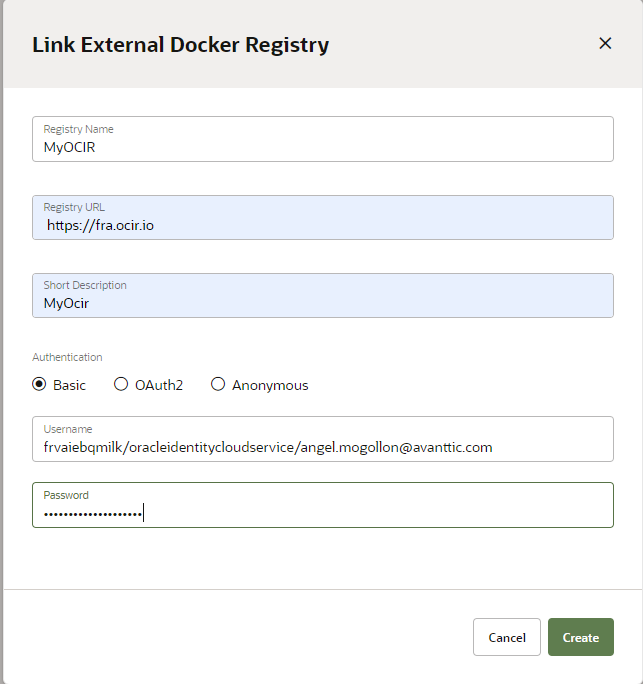 Link External Docker Registry
Registry Name
MyOCIR
Registry URL
https://fra.ocir.io
Short Description
MyOcir
Authentication
Basic OAuth2 Anonymous
Username
frvaiebqmilk/oracleidentitycloudservice/angel.mogollon@avanttic.com
Password
••••••••••••••••••••
Cancel Create